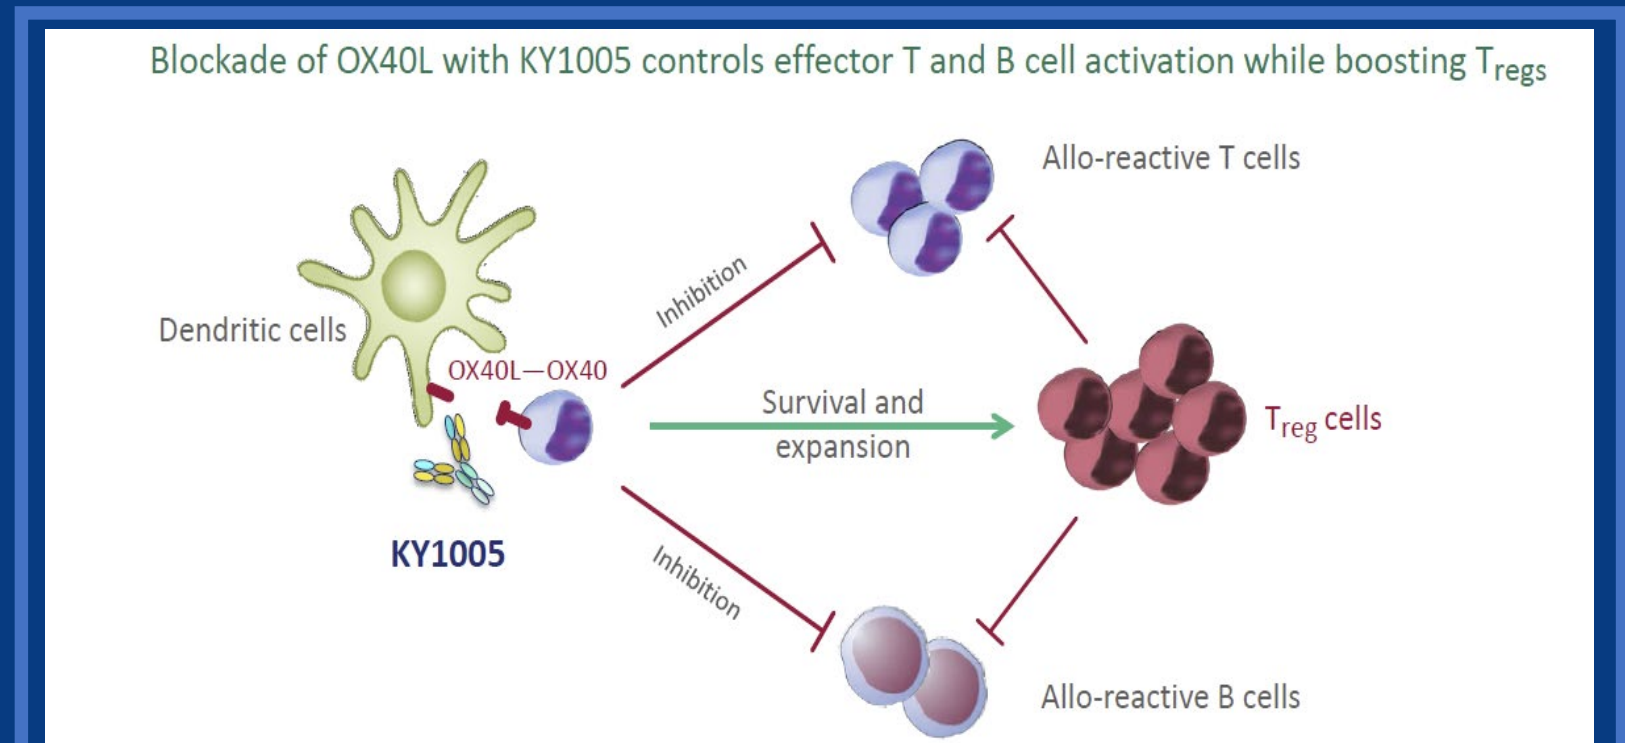 Blockade of OX40L with KY1005 controls effector T and B cell activation while boosting Tregs
Allo-reactive T cells
Inhibition
Dendritic cells
OX40L—OX40
Survival and
expansion
Treg cells
KY1005
Inhibition
Allo-reactive B cells